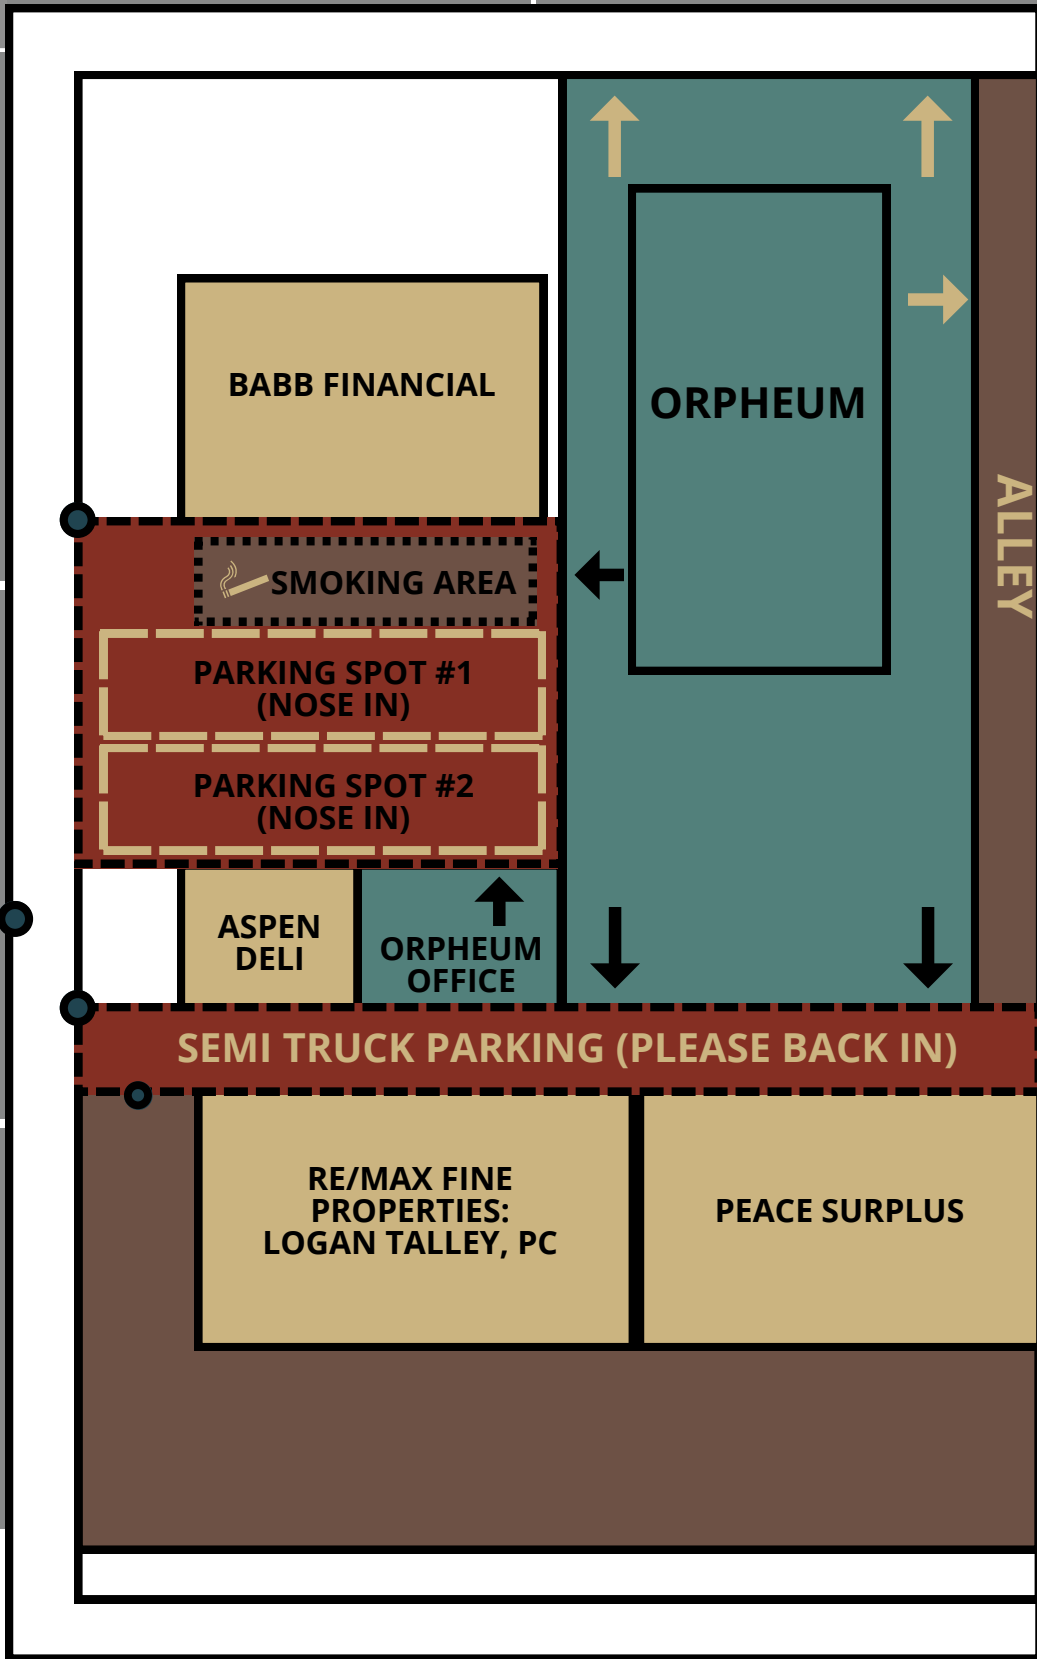 BABB FINANCIAL
ORPHEUM
ALLEY
SMOKING AREA
PARKING SPOT #1
(NOSE IN)
PARKING SPOT #2
(NOSE IN)
ASPEN
DELI
ORPHEUM
OFFICE
SEMI TRUCK PARKING (PLEASE BACK IN)
RE/MAX FINE
PROPERTIES:
LOGAN TALLEY, PC
PEACE SURPLUS